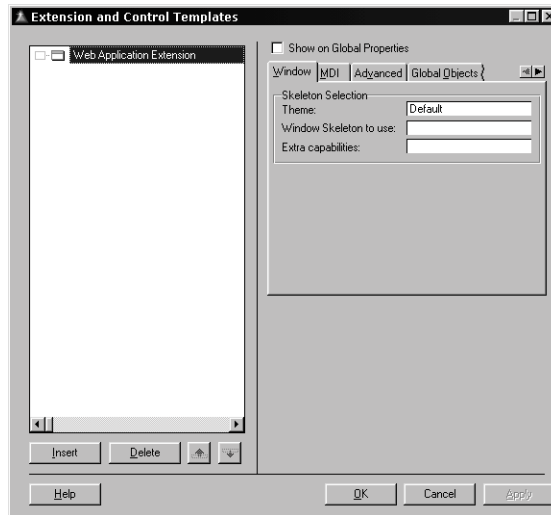 Extension and Control Templates
Web Application Extension
Show on Global Properties
Window MDI Advanced Global Objects
Skeleton Selection
Theme: Default
Window Skeleton to use:
Extra capabilities:
Insert Delete
Help OK Cancel Apply